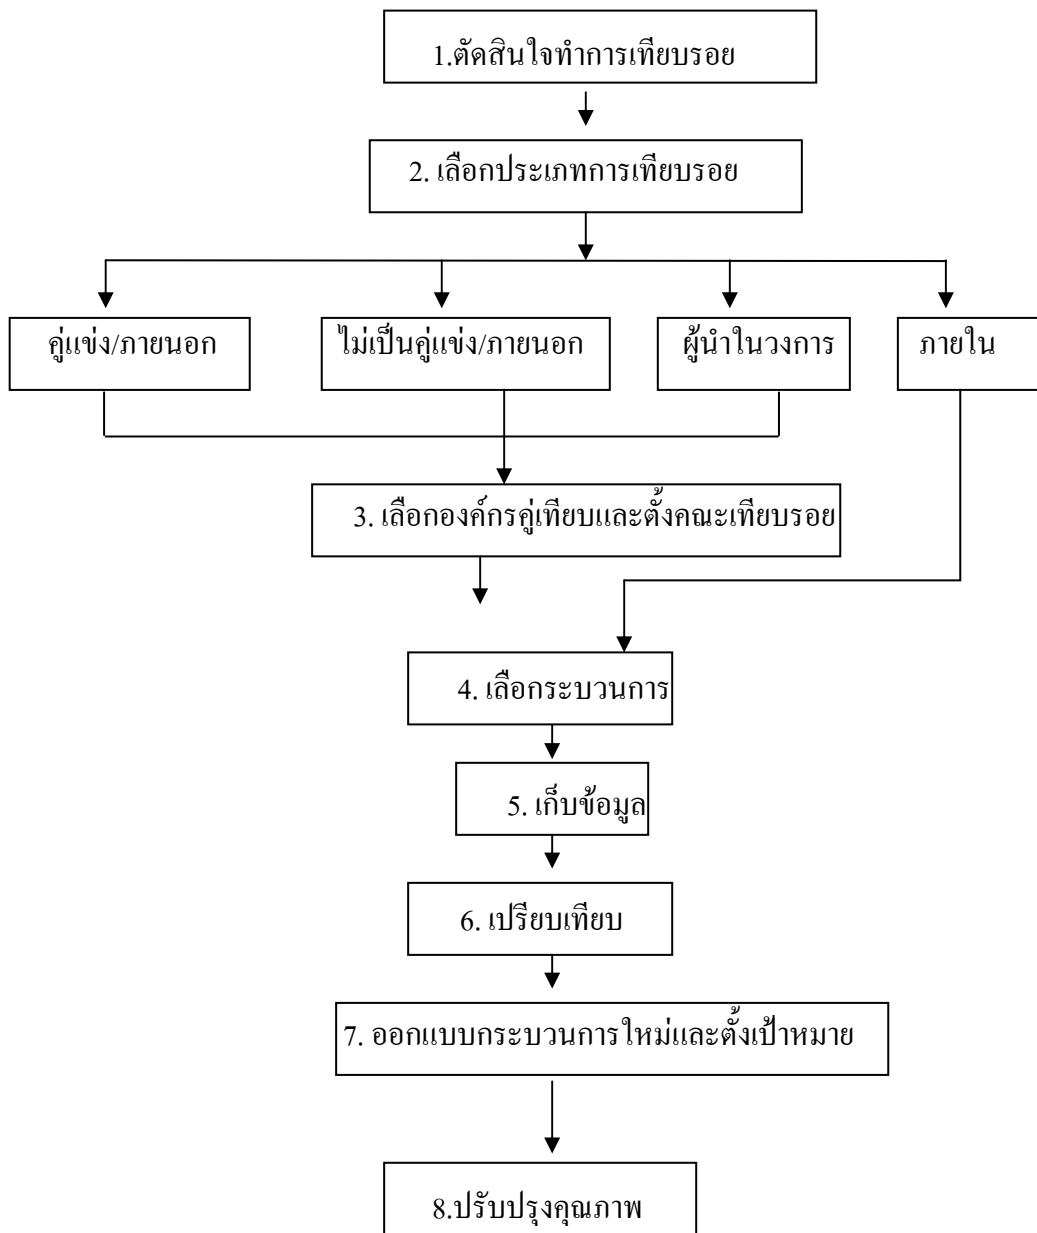 1.ตัดสินใจทำการเทียบรอย
2. เลือกประเภทการเทียบรอย
คู่แข่ง/ภายนอก
ไม่เป็นคู่แข่ง/ภายนอก
ผู้นำในวงการ
ภายใน
3. เลือกองค์กรคู่เทียบและตั้งคณะเทียบรอย
4. เลือกระบวนการ
5. เก็บข้อมูล
6. เปรียบเทียบ
7. ออกแบบกระบวนการใหม่และตั้งเป้าหมาย
8.ปรับปรุงคุณภาพ